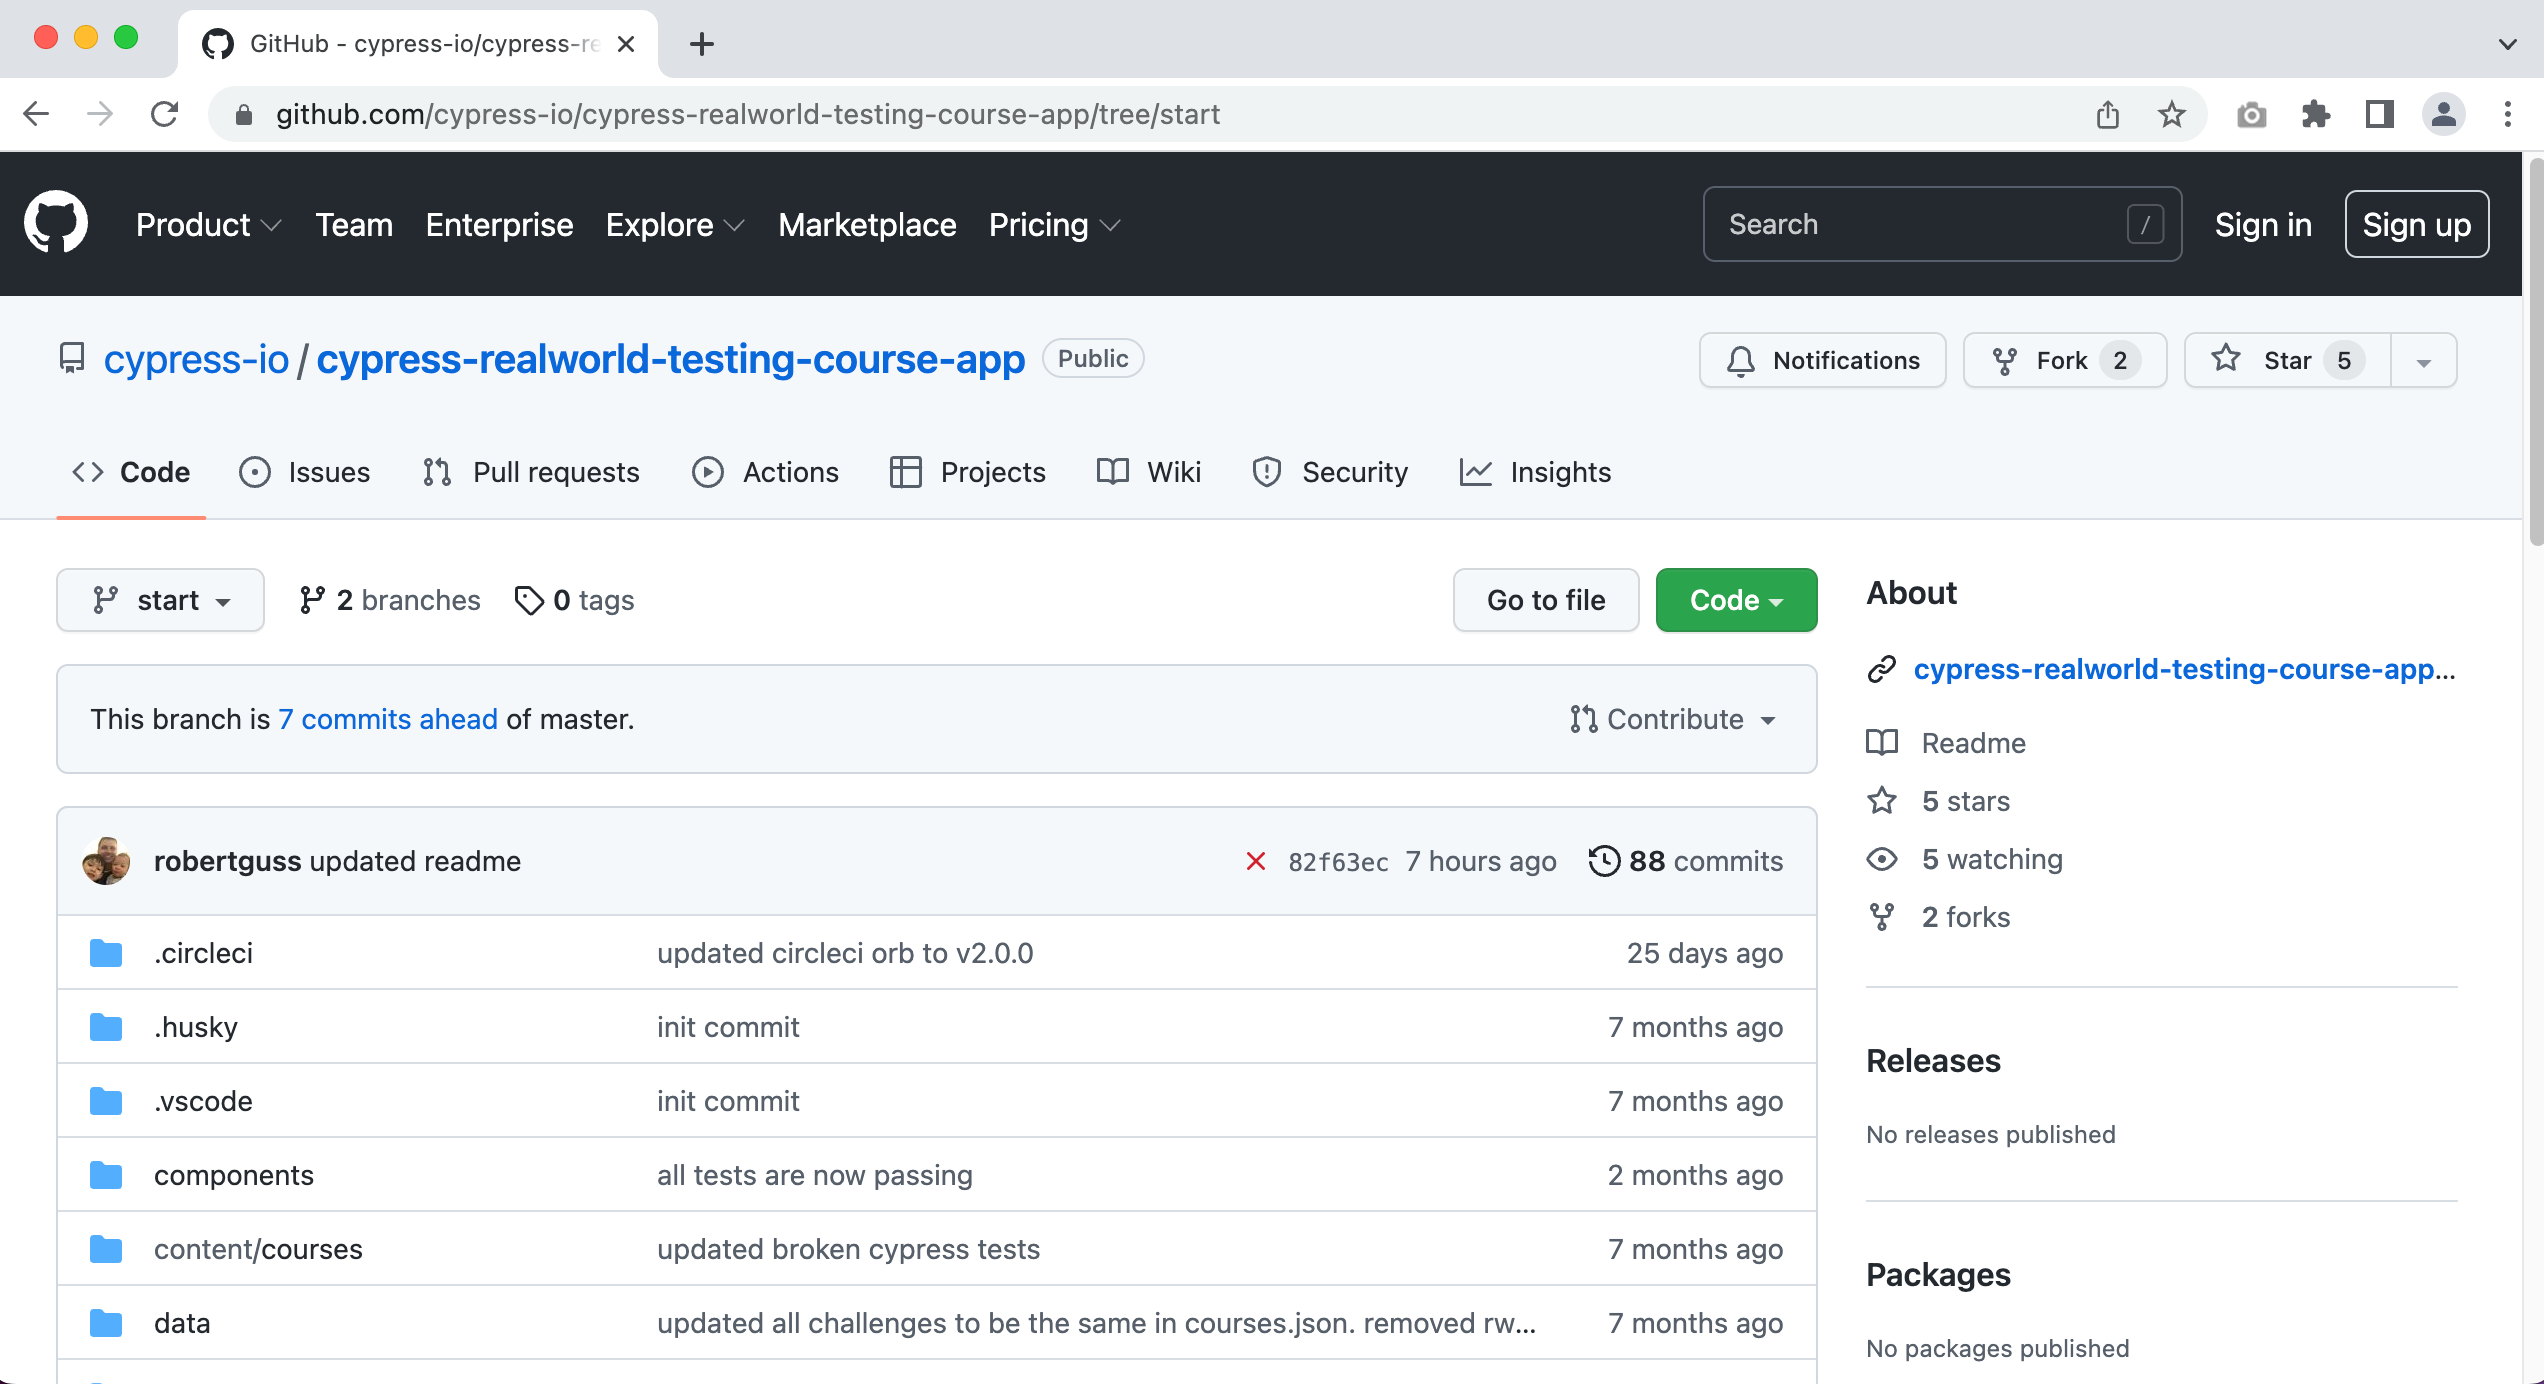 GitHub - cypress-io/cypress-re
github.com/cypress-io/cypress-realworld-testing-course-app/tree/start
Product Team Enterprise Explore Marketplace Pricing Search / Sign in Sign up
cypress-io / cypress-realworld-testing-course-app Public Notifications Fork 2 Star 5
Code Issues Pull requests Actions Projects Wiki Security Insights
start 2 branches 0 tags Go to file Code
This branch is 7 commits ahead of master. Contribute
robertguss updated readme 82f63ec 7 hours ago 88 commits
.circleci updated circleci orb to v2.0.0 25 days ago
.husky init commit 7 months ago
.vscode init commit 7 months ago
components all tests are now passing 2 months ago
content/courses updated broken cypress tests 7 months ago
data updated all challenges to be the same in courses.json. removed rw... 7 months ago
About
cypress-realworld-testing-course-app...
Readme
5 stars
5 watching
2 forks
Releases
No releases published
Packages
No packages published